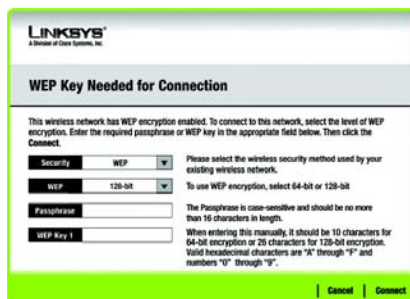 LINKSYS®
A Division of Cisco Systems, Inc.
WEP Key Needed for Connection
This wireless network has WEP encryption enabled. To connect to this network, select the level of WEP
encryption. Enter the required passphrase or WEP key in the appropriate field below. Then click the
Connect.
Security WEP Please select the wireless security method used by your
existing wireless network.
WEP 128-bit To use WEP encryption, select 64-bit or 128-bit
Passphrase The Passphrase is case-sensitive and should be no more
than 16 characters in length.
WEP Key 1 When entering this manually, it should be 10 characters for
64-bit encryption or 26 characters for 128-bit encryption.
Valid hexadecimal characters are "A" through "F" and
numbers "0" through "9".
Cancel Connect